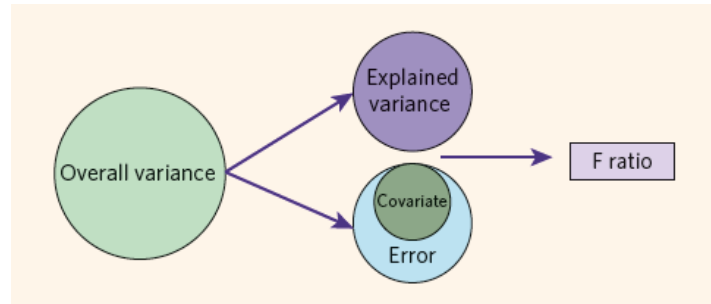 Overall variance
Explained
variance
Covariate
Error
F ratio